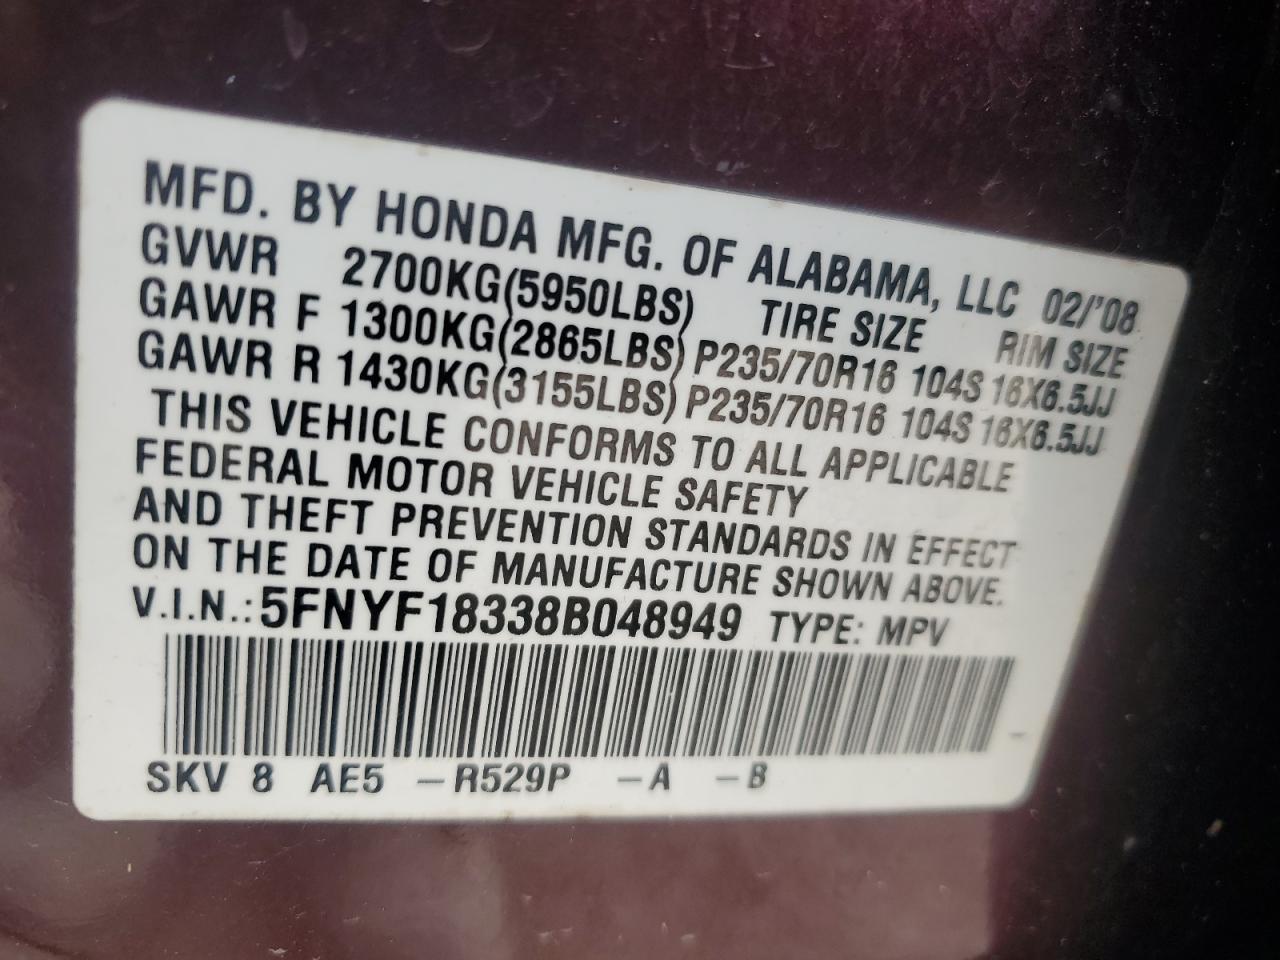 MFD. BY HONDA MFG. OF ALABAMA, LLC 02/'08
GVWR 2700KG(5950LBS) TIRE SIZE RIM SIZE
GAWR F 1300KG(2865LBS) P235/70R16 104S 16X6.5JJ
GAWR R 1430KG(3155LBS) P235/70R16 104S 16X6.5JJ
THIS VEHICLE CONFORMS TO ALL APPLICABLE
FEDERAL MOTOR VEHICLE SAFETY
AND THEFT PREVENTION STANDARDS IN EFFECT
ON THE DATE OF MANUFACTURE SHOWN ABOVE.
V.I.N.: 5FNYF18338B048949 TYPE: MPV
SKV 8 AE5 -R529P -A -B